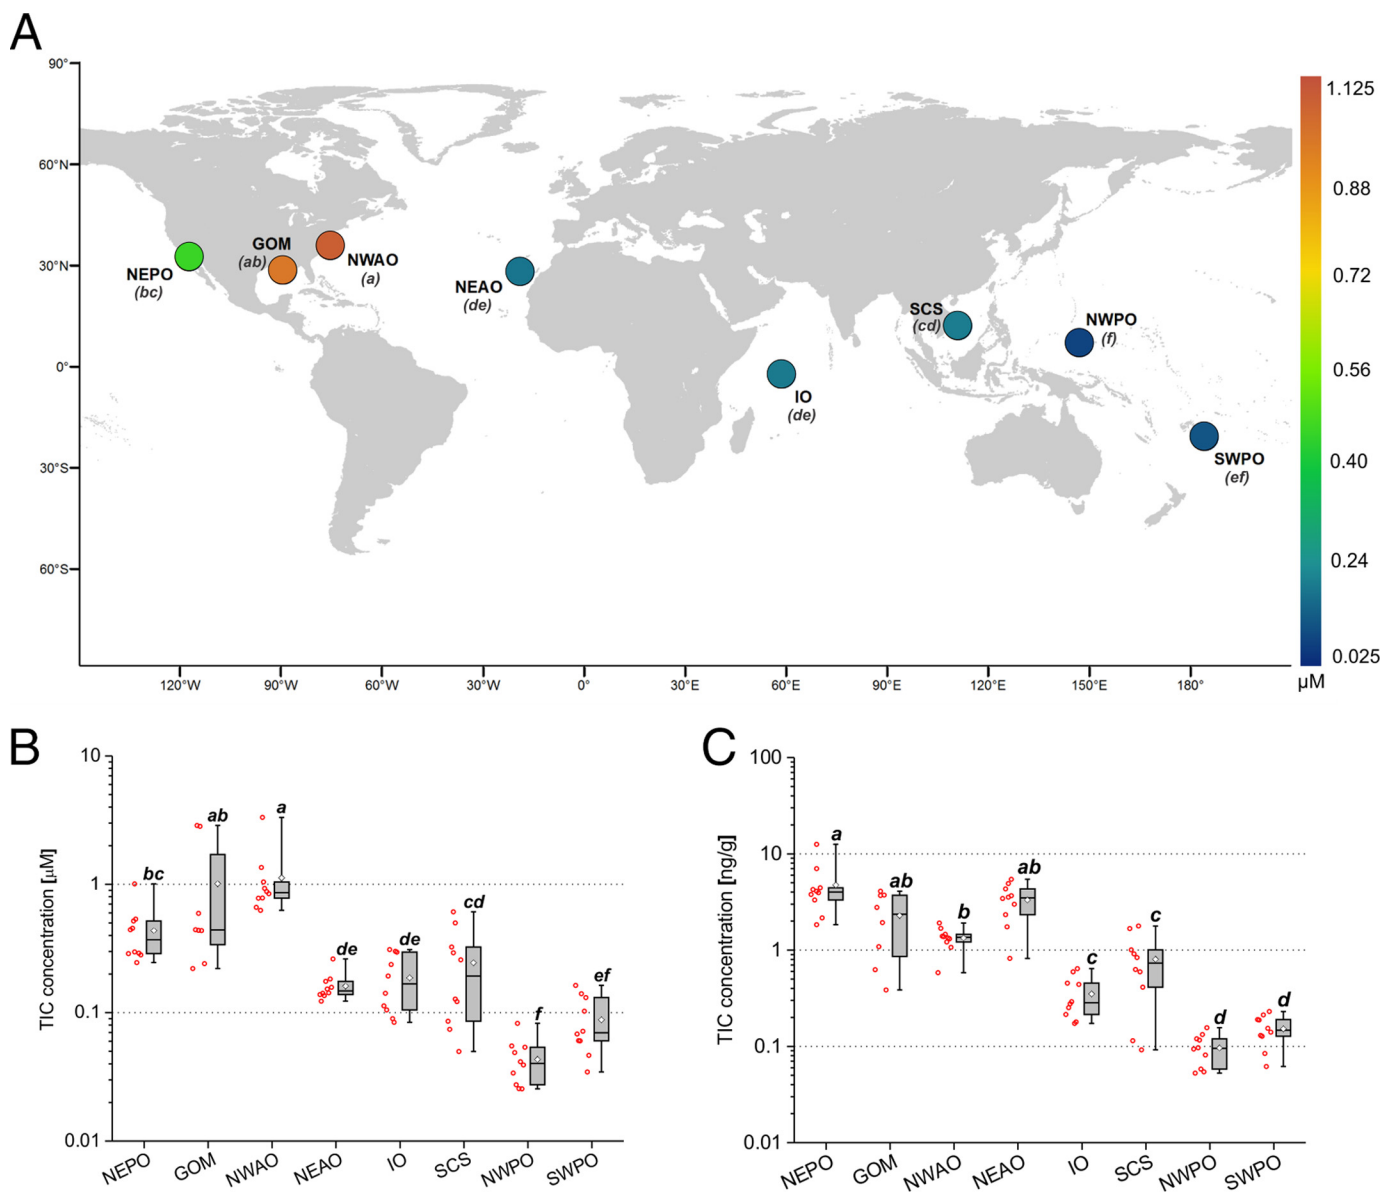 A
90°
60°N
30°N
0°
30°S
60°S
120°W
90°W
60°W
30°W
0°
30°E
60°E
90°E
120°E
150°E
180°
NEPO
(bc)
GOM
(ab)
NWAO
(a)
NEAO
(de)
IO
(de)
SCS
(cd)
NWPO
(f)
SWPO
(ef)
1.125
0.88
0.72
0.56
0.40
0.24
0.025
µM
B
TIC concentration [µM]
10
1
0.1
0.01
bc
ab
a
de
de
cd
f
ef
NEPO
GOM
NWAO
NEAO
IO
SCS
NWPO
SWPO
C
TIC concentration [ng/g]
100
10
1
0.1
0.01
a
ab
b
ab
c
c
d
d
NEPO
GOM
NWAO
NEAO
IO
SCS
NWPO
SWPO